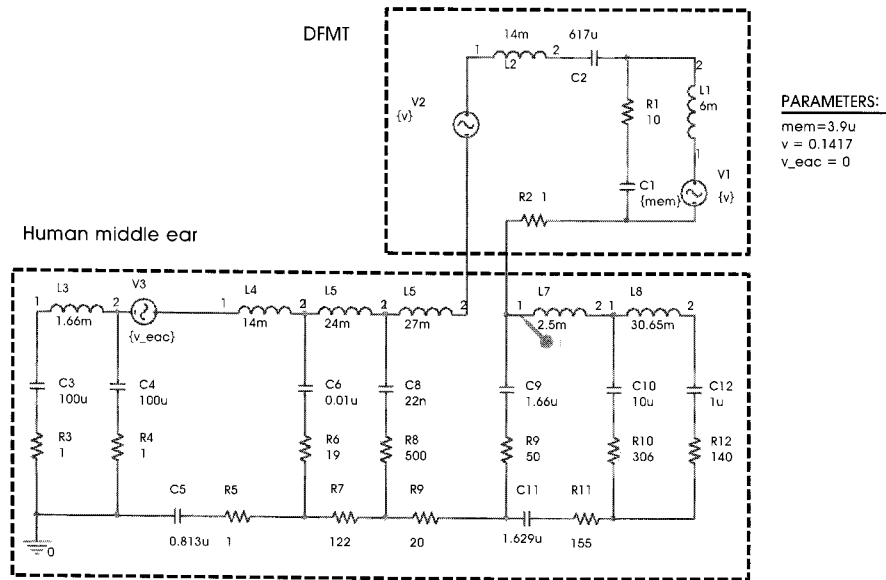 DFMT
14m
617u
1
2
L2
C2
2
V2
{v}
R1
10
L1
6m
1
PARAMETERS:
mem=3.9u
v = 0.1417
v_eac = 0
C1
{mem}
V1
{v}
R2 1
Human middle ear
L3
V3
L4
L5
L5
L7
L8
1
2
1
2
2
2
1
2
1
2
1.66m
{v_eac}
14m
24m
27m
2.5m
30.65m
C3
100u
C4
100u
C6
0.01u
C8
22n
C9
1.66u
C10
10u
C12
1u
R3
1
R4
1
R6
19
R8
500
R9
50
R10
306
R12
140
C5
R5
R7
R9
C11
R11
0.813u
1
122
20
1.629u
155
0